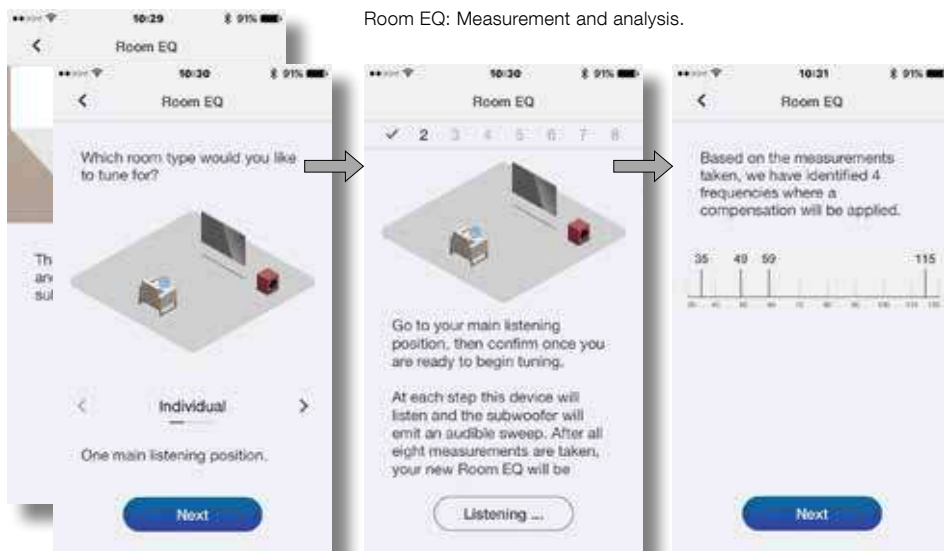 Room EQ: Measurement and analysis.
10:29
91%
Room EQ
Th
an
sul
10:30
91%
Room EQ
Which room type would you like
to tune for?
Individual
One main listening position.
Next
10:30
91%
Room EQ
2 3 4 5 6 7 8
Go to your main listening
position, then confirm once you
are ready to begin tuning.
At each step this device will
listen and the subwoofer will
emit an audible sweep. After all
eight measurements are taken,
your new Room EQ will be
Listening ...
10:31
91%
Room EQ
Based on the measurements
taken, we have identified 4
frequencies where a
compensation will be applied.
35 49 59 115
Next